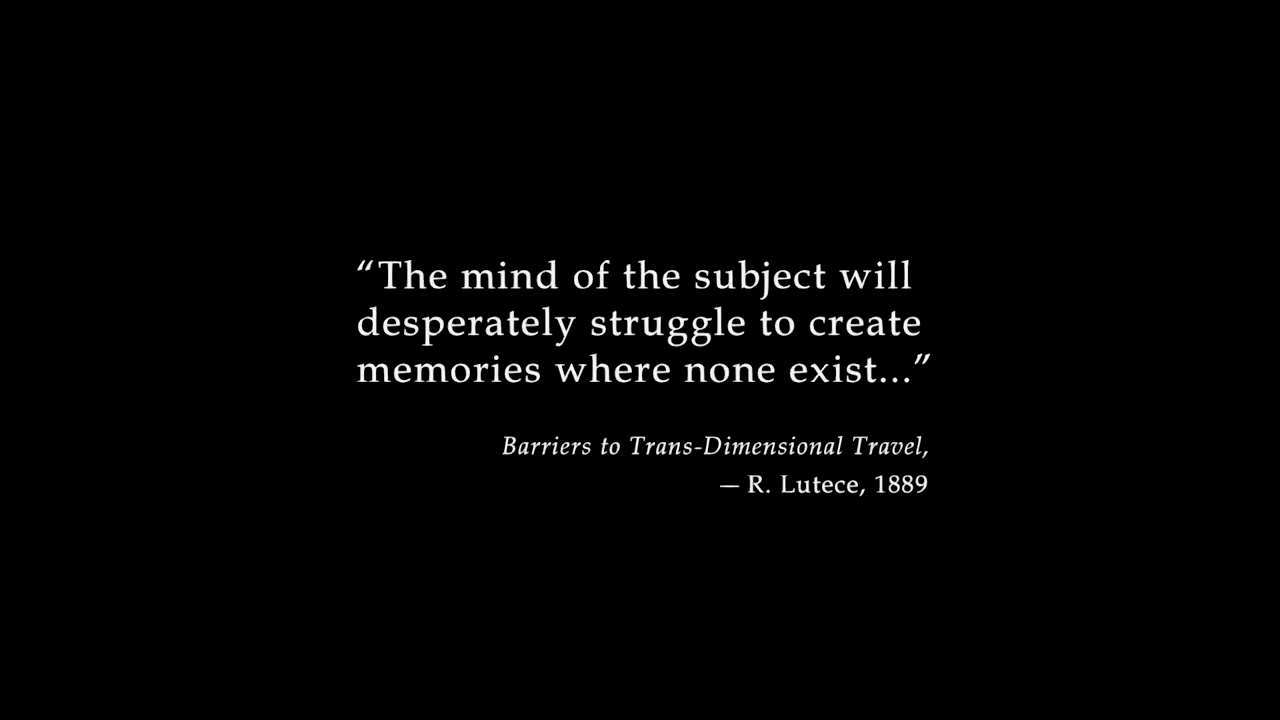 “The mind of the subject will
desperately struggle to create
memories where none exist...”
Barriers to Trans-Dimensional Travel,
— R. Lutece, 1889